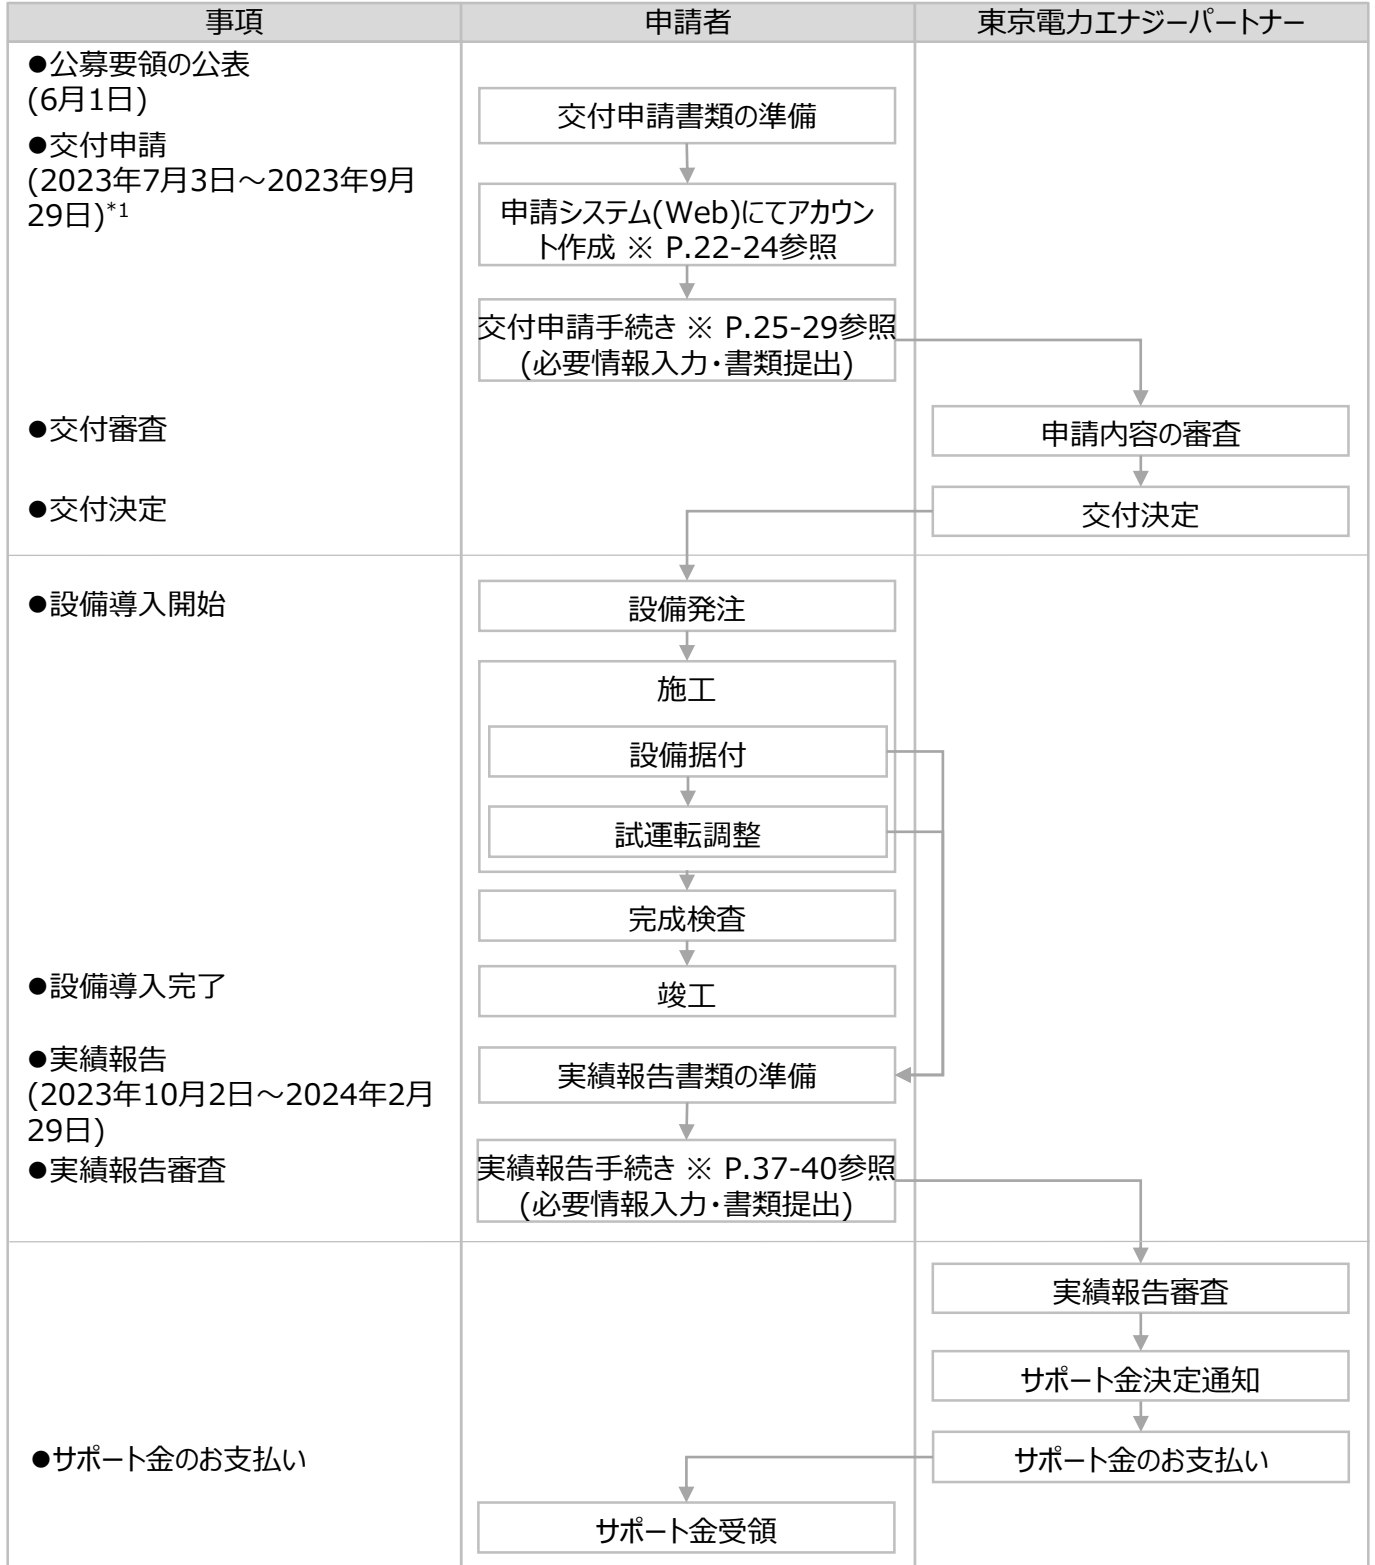 事項
申請者
東京電力エナジーパートナー
●公募要領の公表
(6月1日)
交付申請書類の準備
●交付申請
(2023年7月3日～2023年9月
29日)*1
申請システム(Web)にてアカウン
ト作成 ※ P.22-24参照
交付申請手続き ※ P.25-29参照
(必要情報入力・書類提出)
●交付審査
申請内容の審査
●交付決定
交付決定
●設備導入開始
設備発注
施工
設備据付
試運転調整
完成検査
●設備導入完了
竣工
●実績報告
(2023年10月2日～2024年2月
29日)
実績報告書類の準備
●実績報告審査
実績報告手続き ※ P.37-40参照
(必要情報入力・書類提出)
実績報告審査
サポート金決定通知
●サポート金のお支払い
サポート金のお支払い
サポート金受領